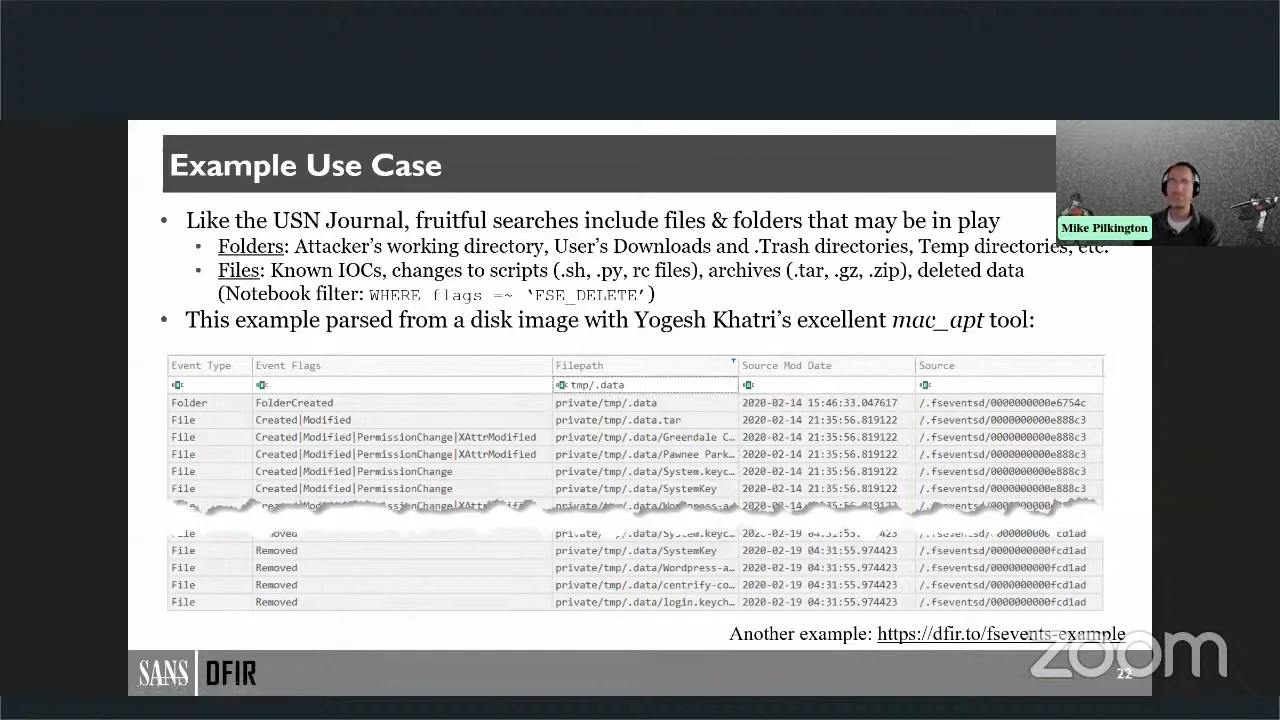 Example Use Case
Mike Pilkington
• Like the USN Journal, fruitful searches include files & folders that may be in play
• Folders: Attacker's working directory, User's Downloads and .Trash directories, Temp directories, etc.
• Files: Known IOCs, changes to scripts (.sh, .py, rc files), archives (.tar, .gz, .zip), deleted data
(Notebook filter: WHERE flags =~ ‘FSE_DELETE’)
• This example parsed from a disk image with Yogesh Khatri's excellent mac_apt tool:
Event Type Event Flags Filepath Source Mod Date Source
tmp/.data
Folder FolderCreated private/tmp/.data 2020-02-14 15:46:33.047617 /.fseventsd/0000000000e6754c
File Created|Modified private/tmp/.data.tar 2020-02-14 21:35:56.819122 /.fseventsd/0000000000e888c3
File Created|Modified|PermissionChange|XAttrModified private/tmp/.data/Greendale C… 2020-02-14 21:35:56.819122 /.fseventsd/0000000000e888c3
File Created|Modified|PermissionChange|XAttrModified private/tmp/.data/Pawnee Park… 2020-02-14 21:35:56.819122 /.fseventsd/0000000000e888c3
File Created|Modified|PermissionChange private/tmp/.data/System.keyc… 2020-02-14 21:35:56.819122 /.fseventsd/0000000000e888c3
File Created|Modified|PermissionChange private/tmp/.data/SystemKey 2020-02-14 21:35:56.819122 /.fseventsd/0000000000e888c3
File Removed private/tmp/.data/SystemKey 2020-02-19 04:31:55.974423 /.fseventsd/0000000000fcd1ad
File Removed private/tmp/.data/Wordpress-a… 2020-02-19 04:31:55.974423 /.fseventsd/0000000000fcd1ad
File Removed private/tmp/.data/centrify-co… 2020-02-19 04:31:55.974423 /.fseventsd/0000000000fcd1ad
File Removed private/tmp/.data/login.keych… 2020-02-19 04:31:55.974423 /.fseventsd/0000000000fcd1ad
Another example: https://dfir.to/fsevents-example
SANS DFIR
zoom
22